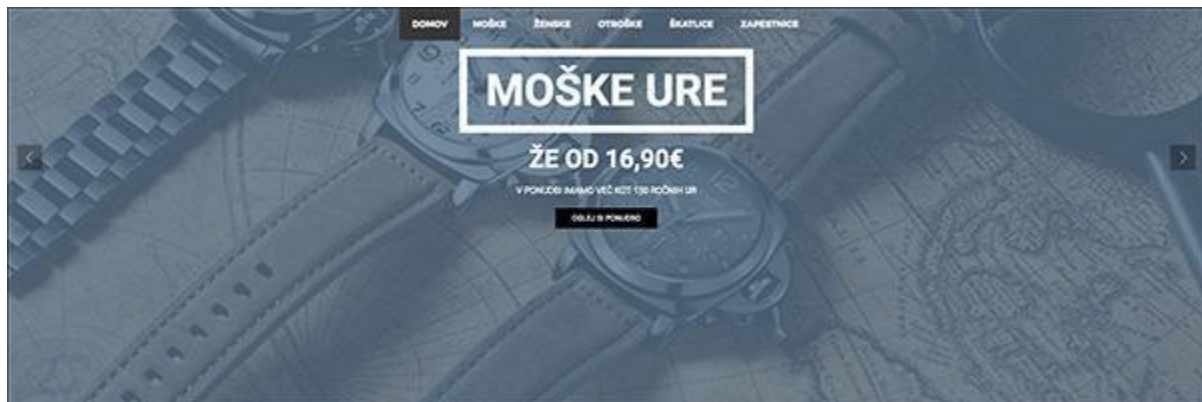 DOMOV MOŠKE ŽENSKE OTROŠKE ŠKATLICE ZAPESTNICE
MOŠKE URE
ŽE OD 16,90€
V PONUDBI IMAMO VEČ KOT 130 ROČNIH UR
OGLEJ SI PONUDBO